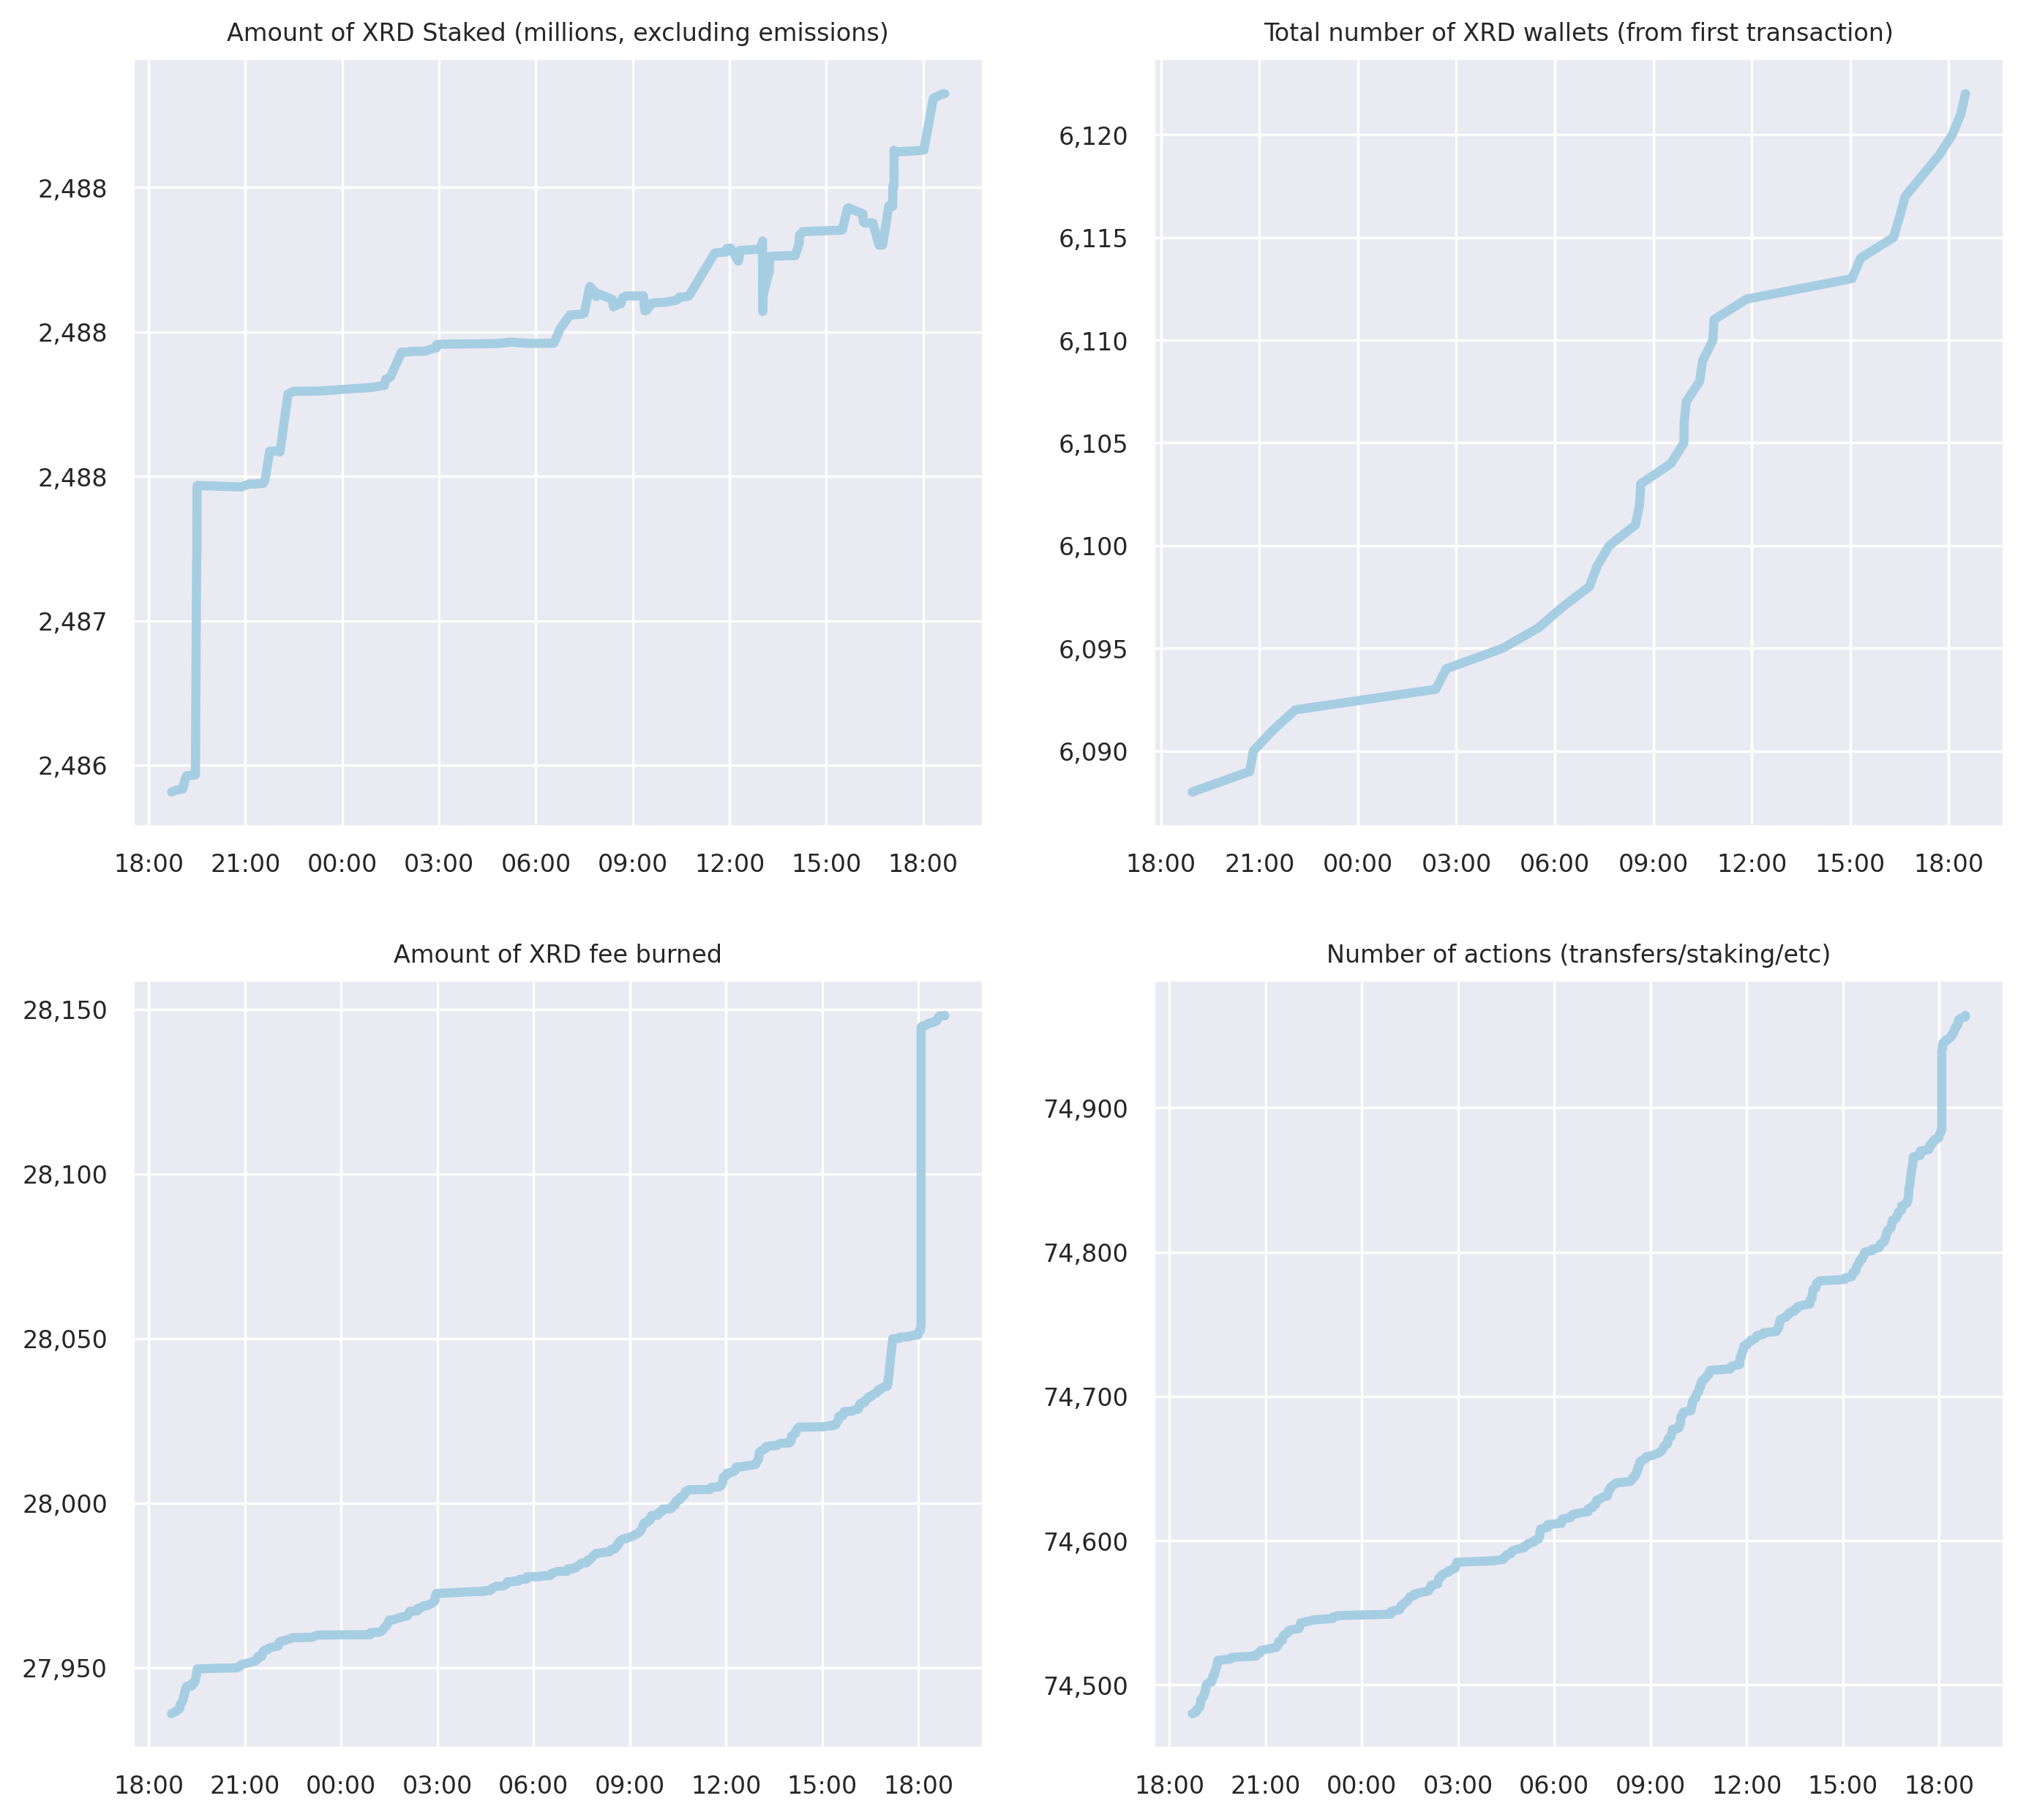 Amount of XRD Staked (millions, excluding emissions)
2,488
2,488
2,488
2,487
2,486
18:00 21:00 00:00 03:00 06:00 09:00 12:00 15:00 18:00
Total number of XRD wallets (from first transaction)
6,120
6,115
6,110
6,105
6,100
6,095
6,090
18:00 21:00 00:00 03:00 06:00 09:00 12:00 15:00 18:00
Amount of XRD fee burned
28,150
28,100
28,050
28,000
27,950
18:00 21:00 00:00 03:00 06:00 09:00 12:00 15:00 18:00
Number of actions (transfers/staking/etc)
74,900
74,800
74,700
74,600
74,500
18:00 21:00 00:00 03:00 06:00 09:00 12:00 15:00 18:00